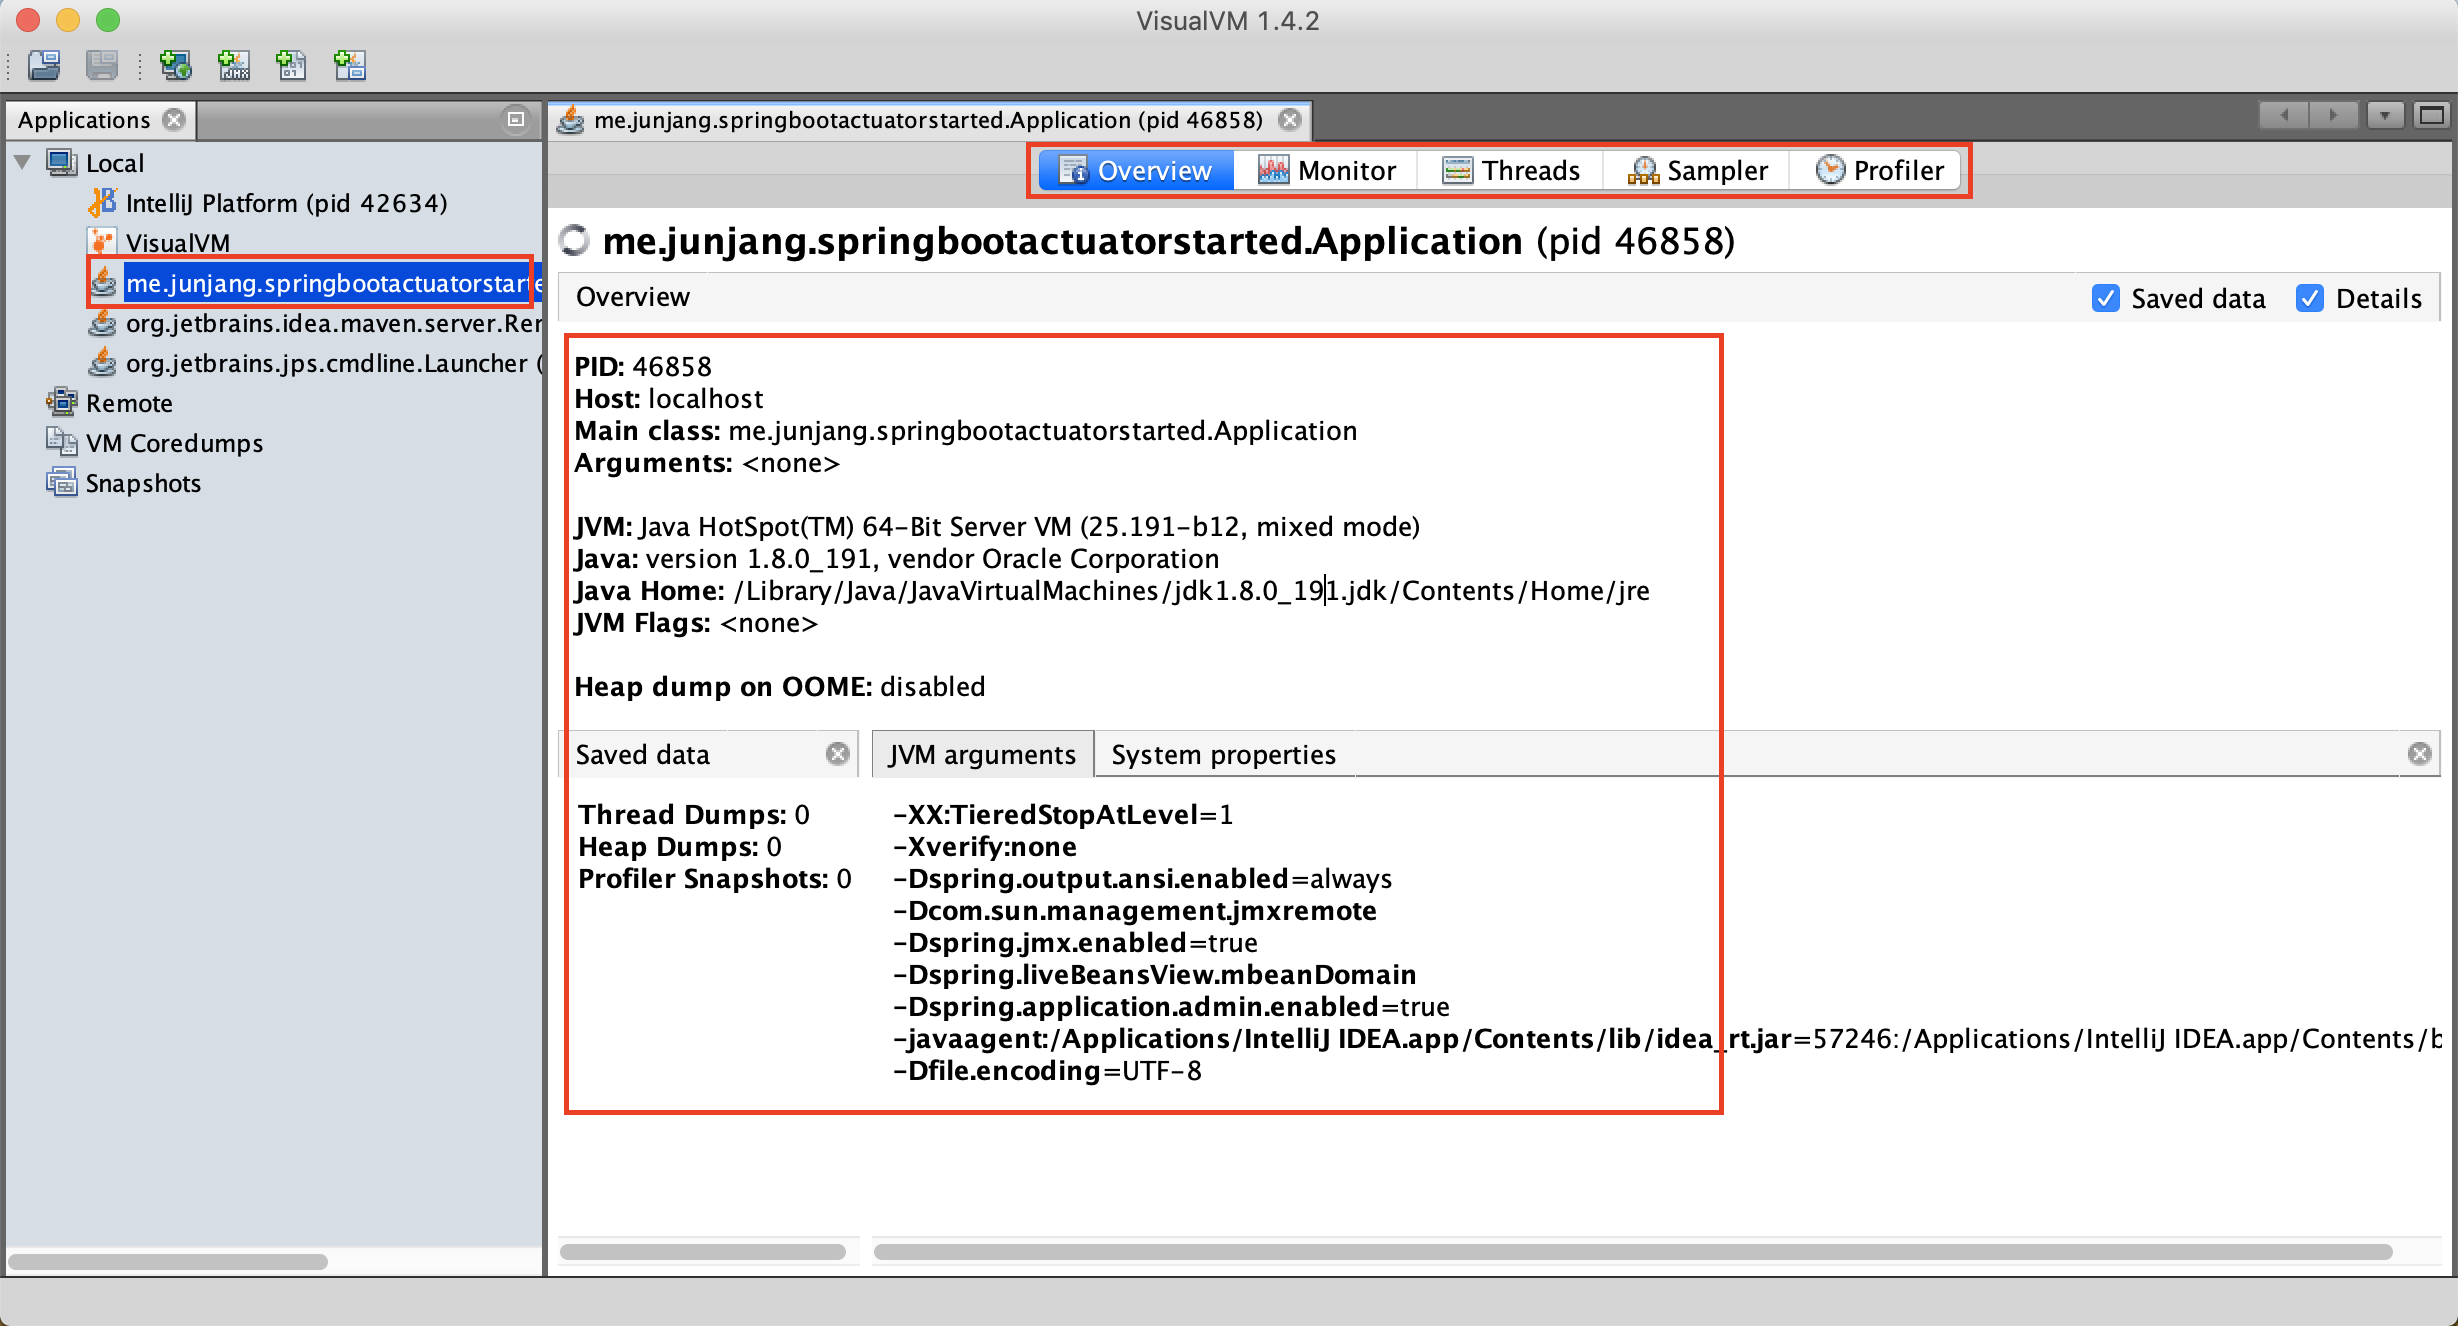 VisualVM 1.4.2
Applications
Local
IntelliJ Platform (pid 42634)
VisualVM
me.junjang.springbootactuatorstarte
org.jetbrains.idea.maven.server.Rer
org.jetbrains.jps.cmdline.Launcher (
Remote
VM Coredumps
Snapshots
me.junjang.springbootactuatorstarted.Application (pid 46858)
Overview Monitor Threads Sampler Profiler
me.junjang.springbootactuatorstarted.Application (pid 46858)
Overview Saved data Details
PID: 46858
Host: localhost
Main class: me.junjang.springbootactuatorstarted.Application
Arguments: <none>
JVM: Java HotSpot(TM) 64-Bit Server VM (25.191-b12, mixed mode)
Java: version 1.8.0_191, vendor Oracle Corporation
Java Home: /Library/Java/JavaVirtualMachines/jdk1.8.0_191.jdk/Contents/Home/jre
JVM Flags: <none>
Heap dump on OOME: disabled
Saved data
Thread Dumps: 0
Heap Dumps: 0
Profiler Snapshots: 0
JVM arguments System properties
-XX:TieredStopAtLevel=1
-Xverify:none
-Dspring.output.ansi.enabled=always
-Dcom.sun.management.jmxremote
-Dspring.jmx.enabled=true
-Dspring.liveBeansView.mbeanDomain
-Dspring.application.admin.enabled=true
-javaagent:/Applications/IntelliJ IDEA.app/Contents/lib/idea_rt.jar=57246:/Applications/IntelliJ IDEA.app/Contents/b
-Dfile.encoding=UTF-8